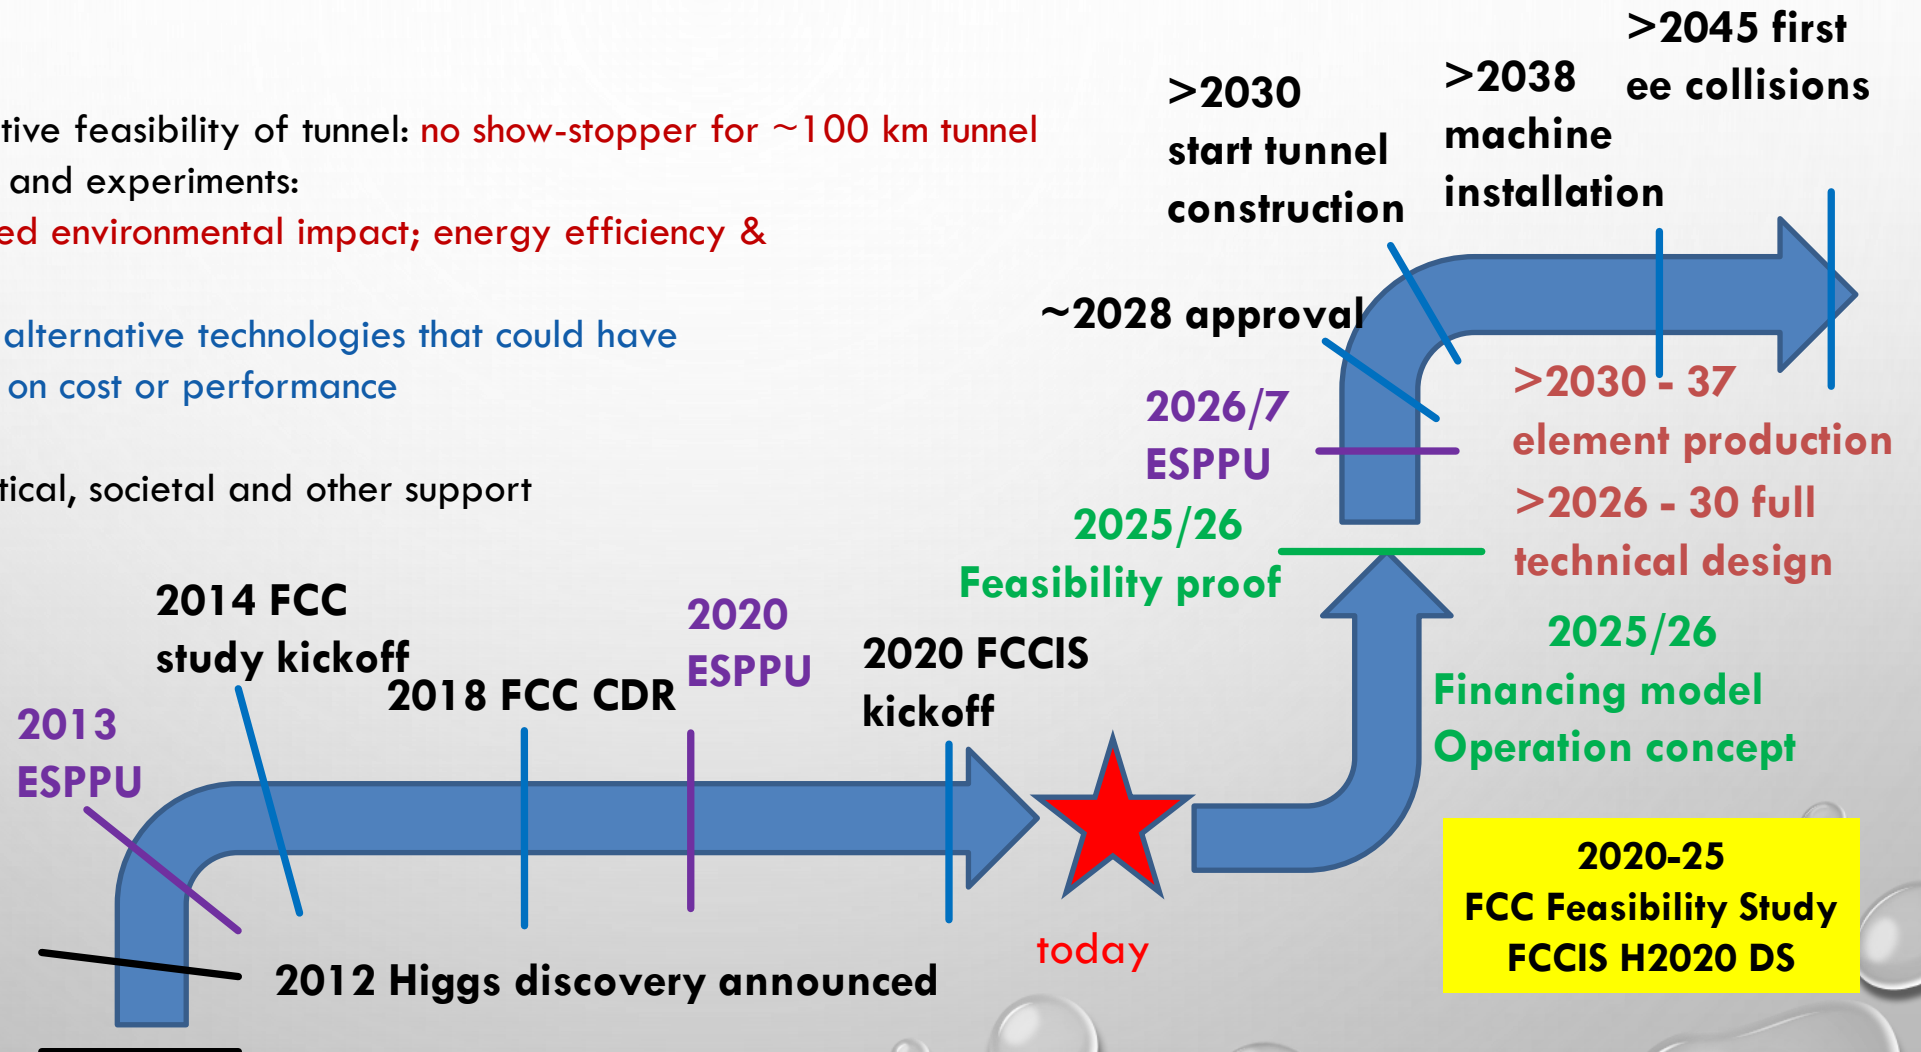 tive feasibility of tunnel: no show-stopper for ~100 km tunnel
and experiments:
ed environmental impact; energy efficiency &
alternative technologies that could have
on cost or performance
tical, societal and other support
>2045 first
ee collisions
>2038
machine
installation
>2030
start tunnel
construction
~2028 approval
2026/7
ESPPU
>2030 - 37
element production
>2026 - 30 full
technical design
2025/26
Feasibility proof
2025/26
Financing model
Operation concept
2014 FCC
study kickoff
2018 FCC CDR
2020
ESPPU
2020 FCCIS
kickoff
2013
ESPPU
2012 Higgs discovery announced
today
2020-25
FCC Feasibility Study
FCCIS H2020 DS